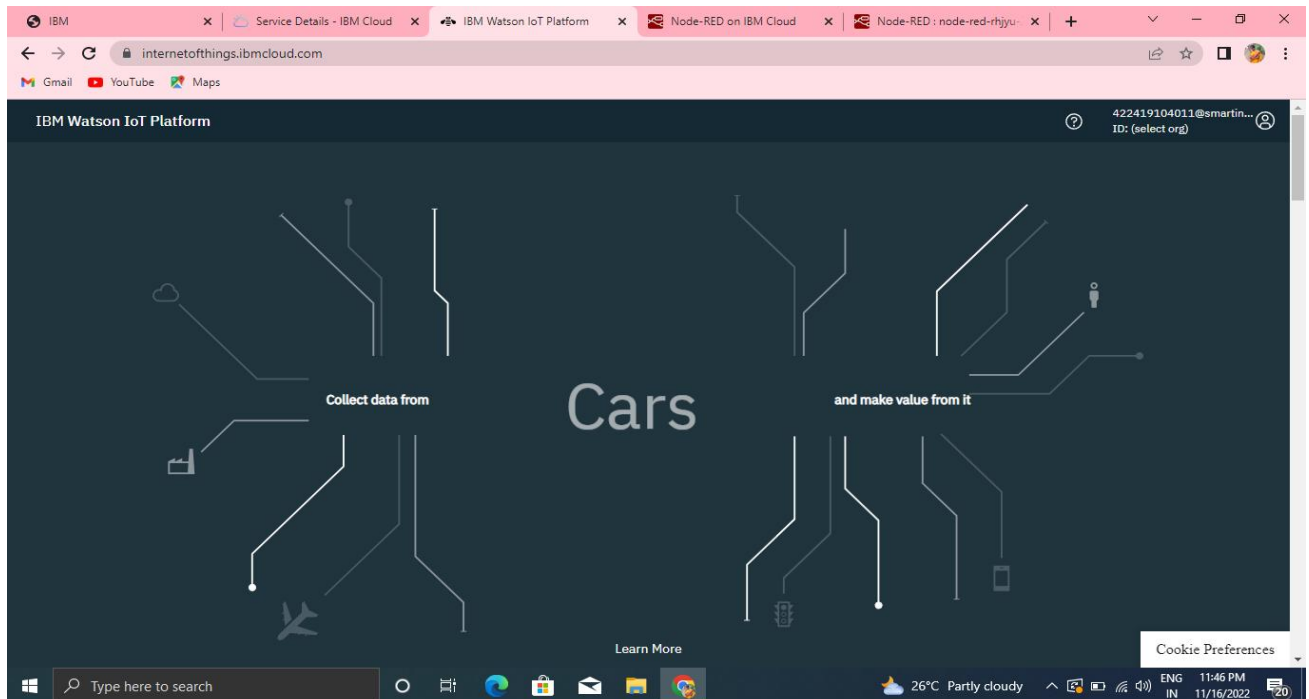 IBM
Service Details - IBM Cloud
IBM Watson IoT Platform
Node-RED on IBM Cloud
Node-RED : node-red-rhjyu-
internetofthings.ibmcloud.com
Gmail
YouTube
Maps
IBM Watson IoT Platform
422419104011@smartin...
ID: (select org)
Collect data from
Cars
and make value from it
Learn More
Cookie Preferences
Type here to search
26°C Partly cloudy
ENG
IN
11:46 PM
11/16/2022
20